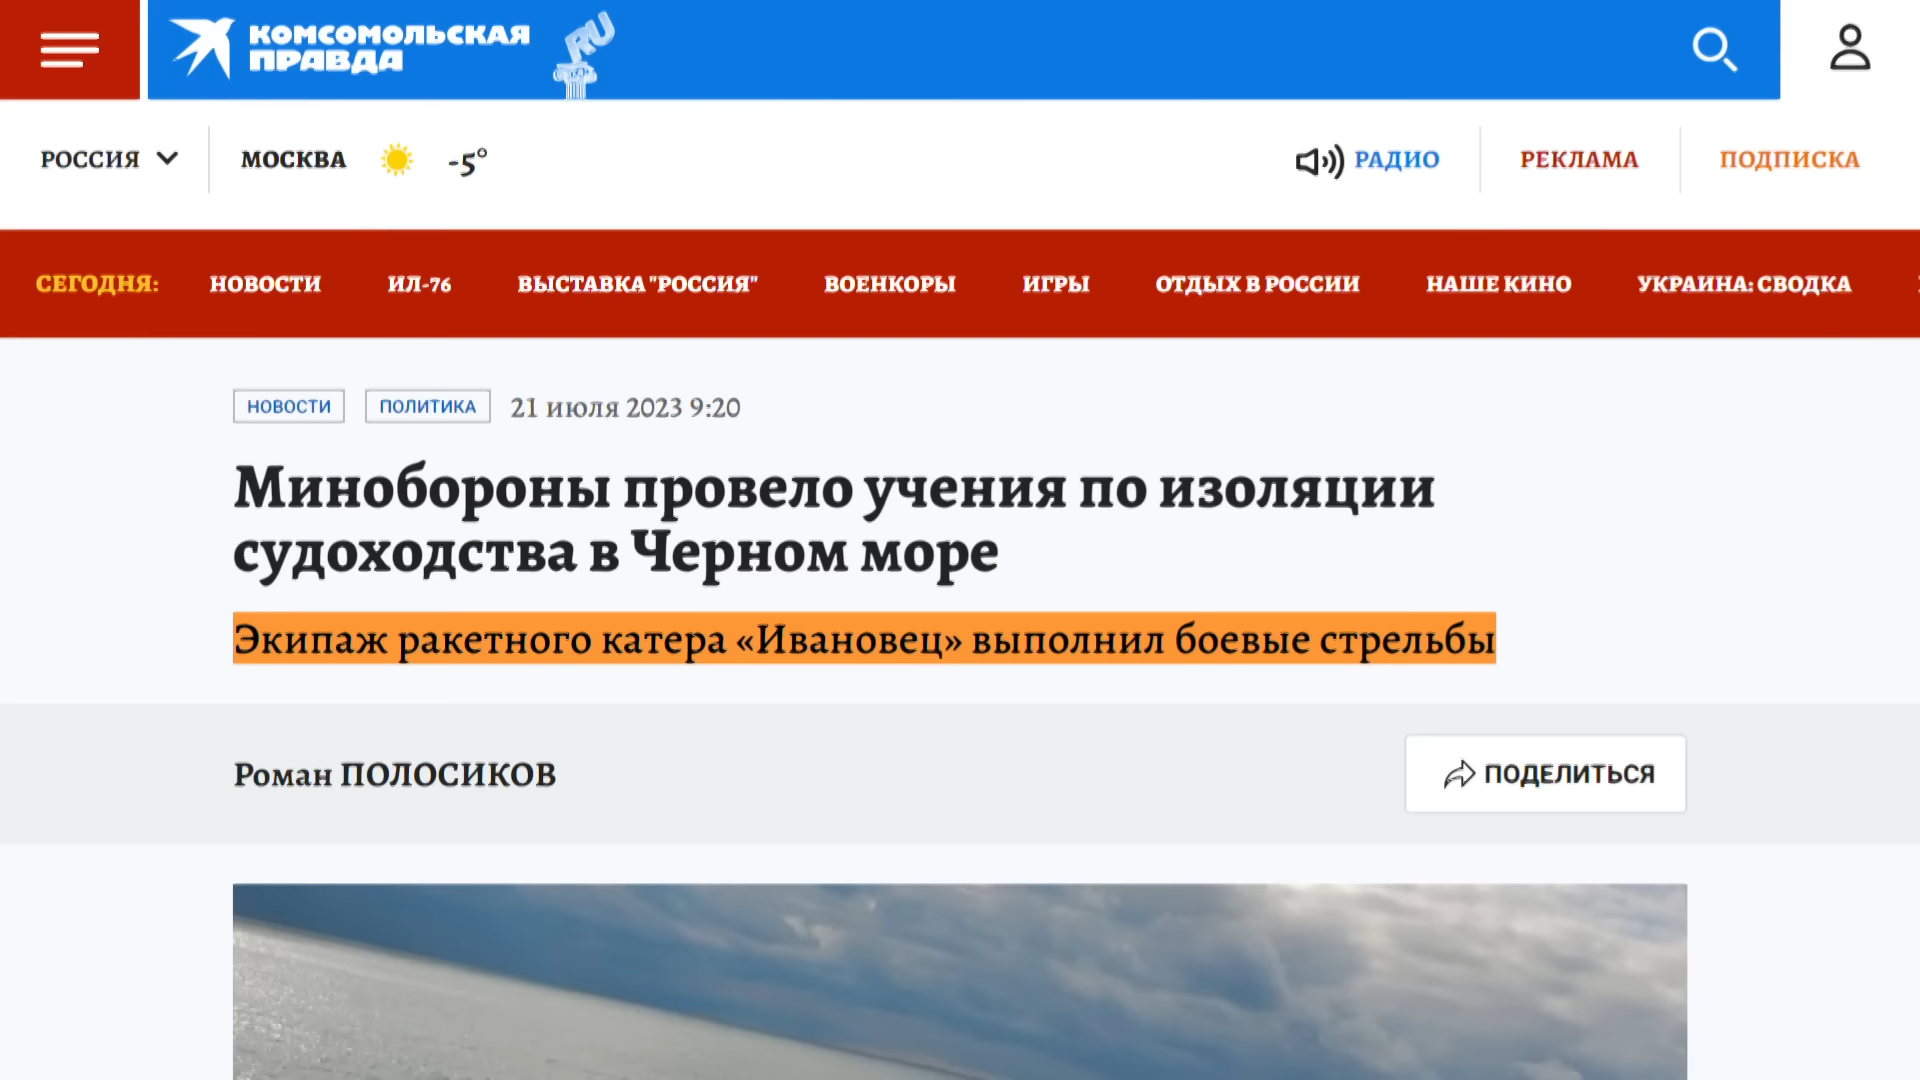 КОМСОМОЛЬСКАЯ
ПРАВДА
RU
РОССИЯ
МОСКВА
-5°
РАДИО
РЕКЛАМА
ПОДПИСКА
СЕГОДНЯ:
НОВОСТИ
ИЛ-76
ВЫСТАВКА "РОССИЯ"
ВОЕНКОРЫ
ИГРЫ
ОТДЫХ В РОССИИ
НАШЕ КИНО
УКРАИНА: СВОДКА
НОВОСТИ
ПОЛИТИКА
21 июля 2023 9:20
Минобороны провело учения по изоляции
судоходства в Черном море
Экипаж ракетного катера «Ивановец» выполнил боевые стрельбы
Роман ПОЛОСИКОВ
ПОДЕЛИТЬСЯ